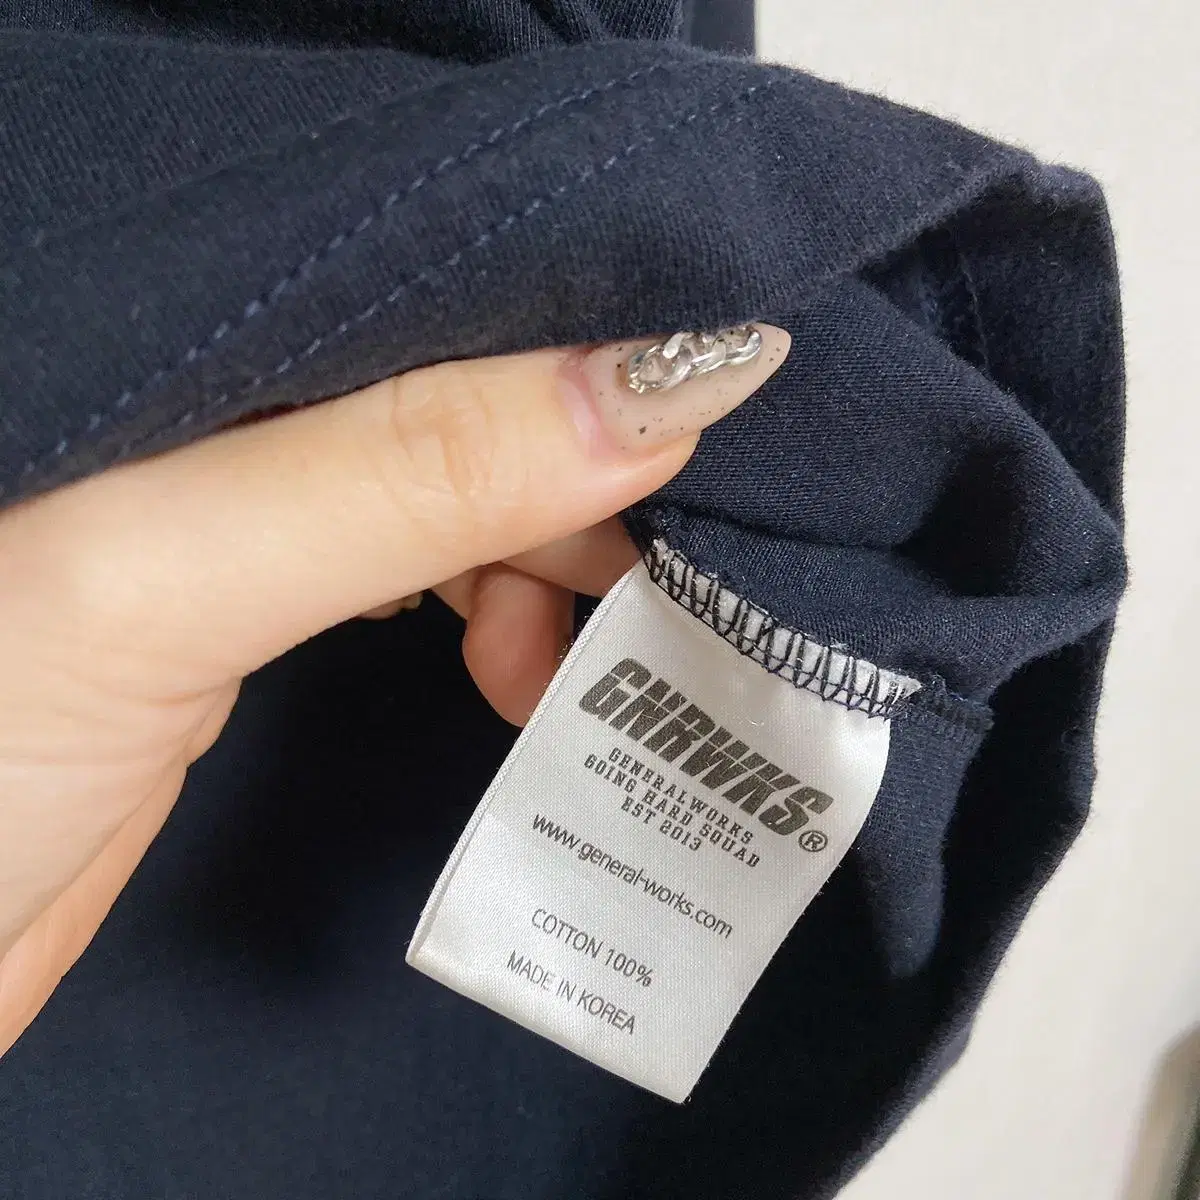 GNRWKS®
GENERALWORKS
GOING HARD SQUAD
EST 2013
www.general-works.com
COTTON 100%
MADE IN KOREA